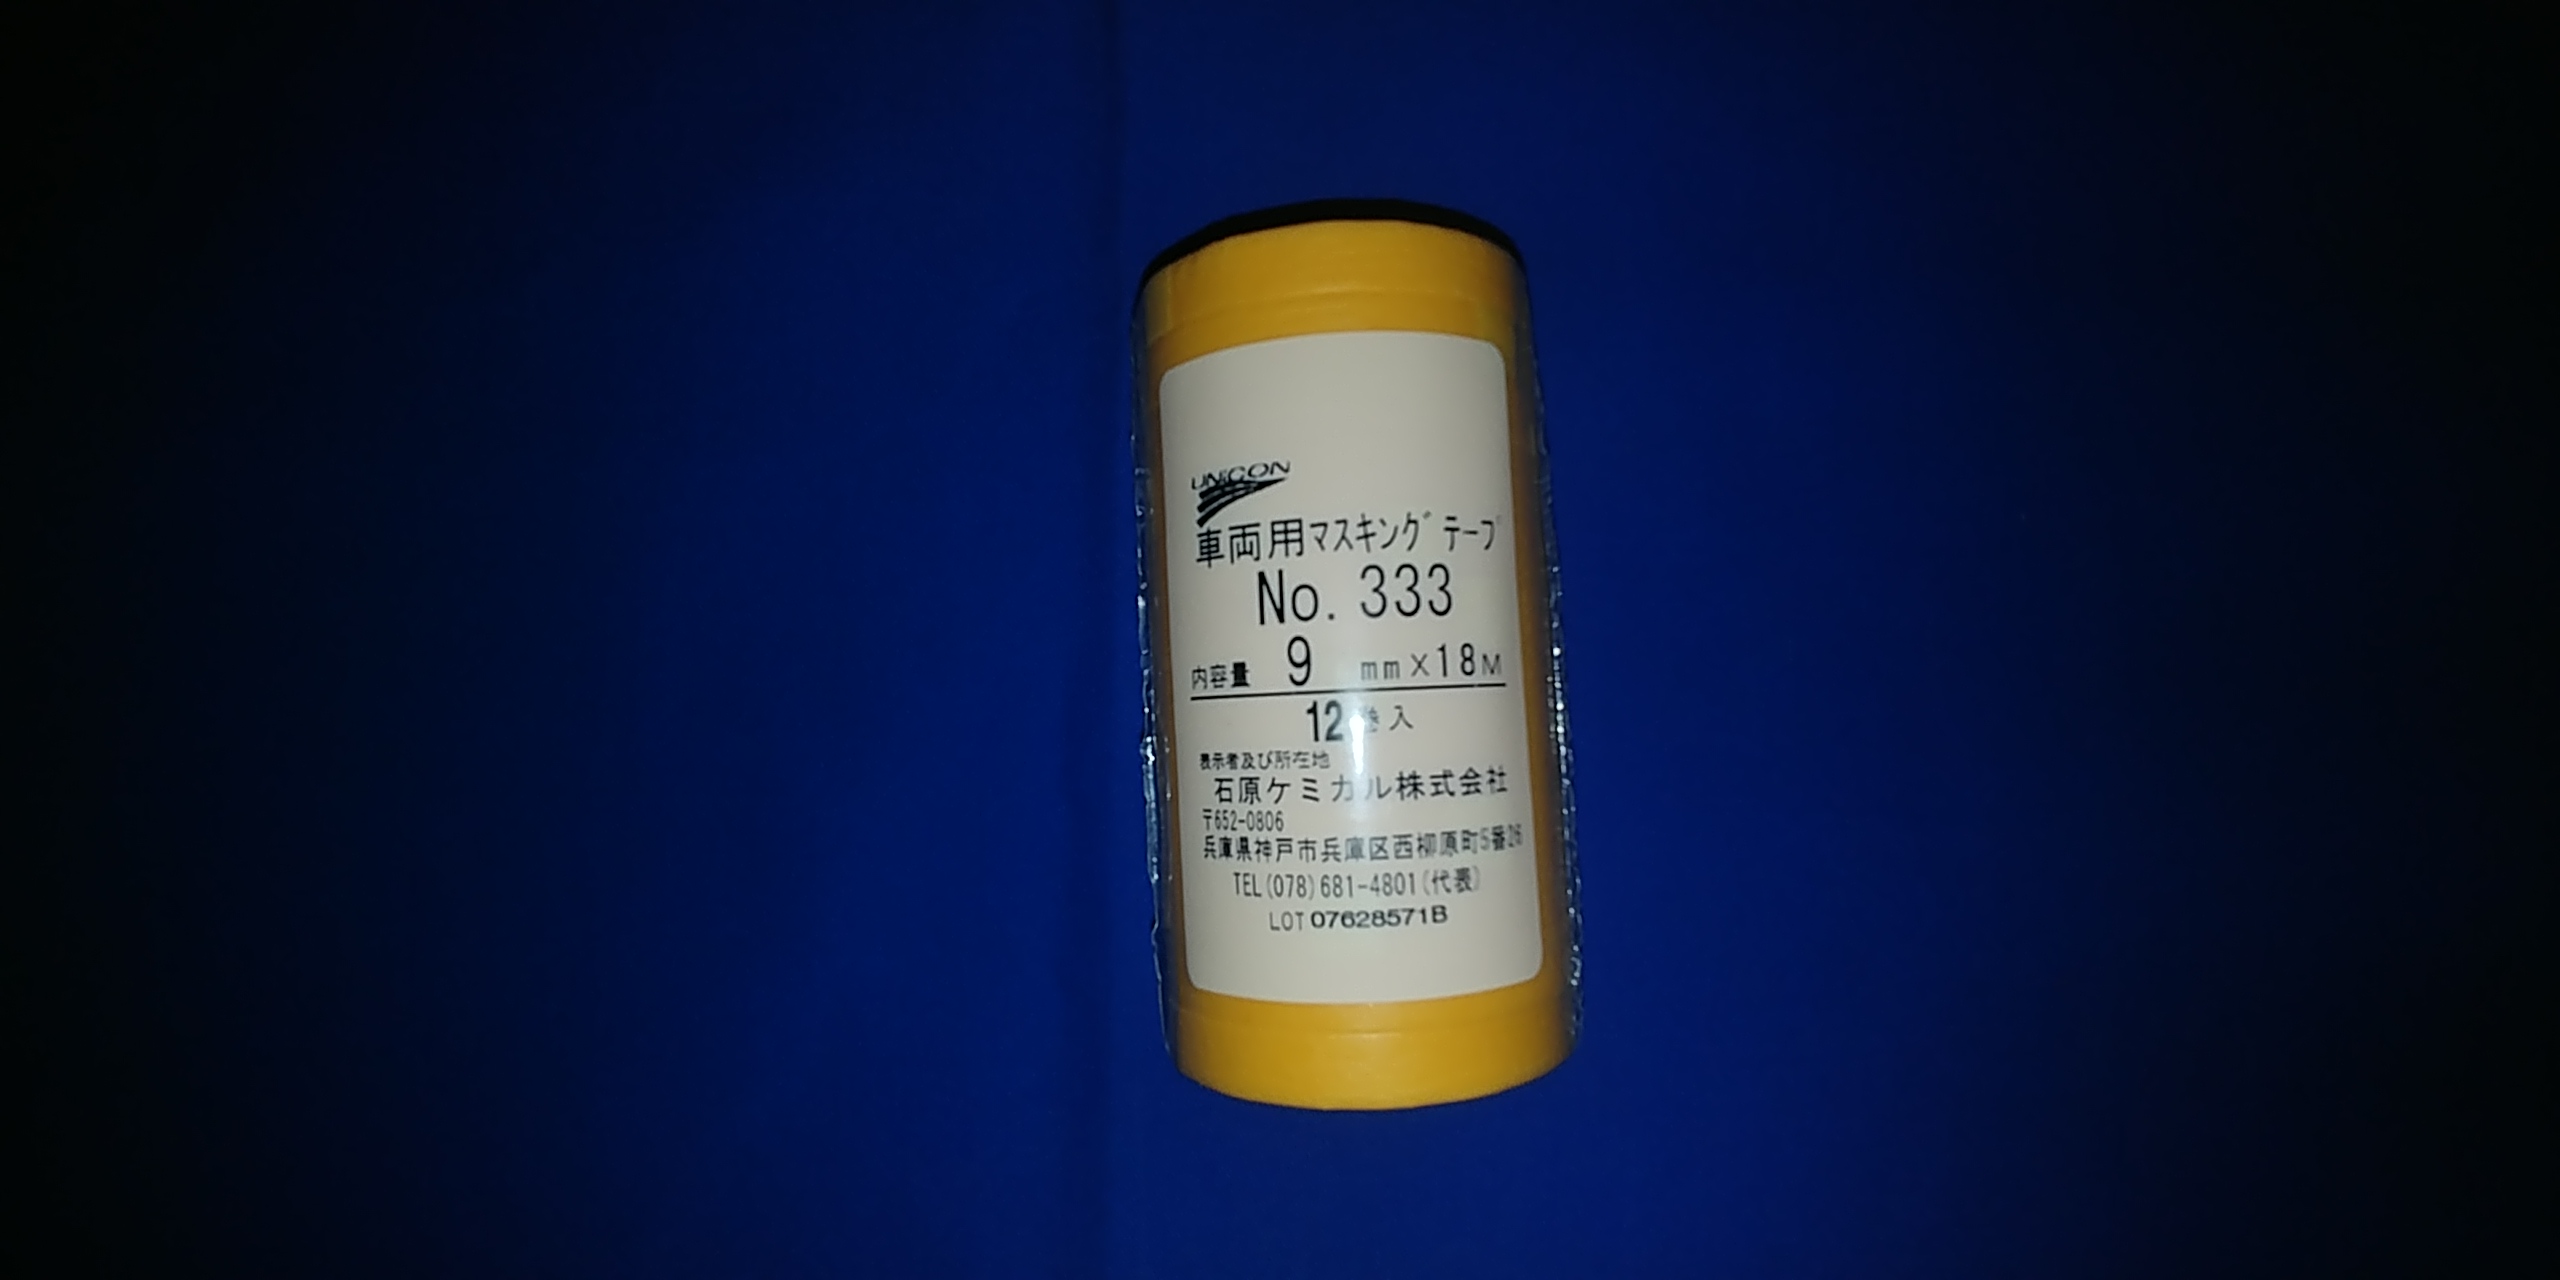 UNiCON
車両用マスキングテープ
No. 333
内容量 9 mm×18M
12巻入
表示者及び所在地
石原ケミカル株式会社
〒652-0806
兵庫県神戸市兵庫区西柳原町5番26
TEL(078)681-4801(代表)
LOT 07628571B